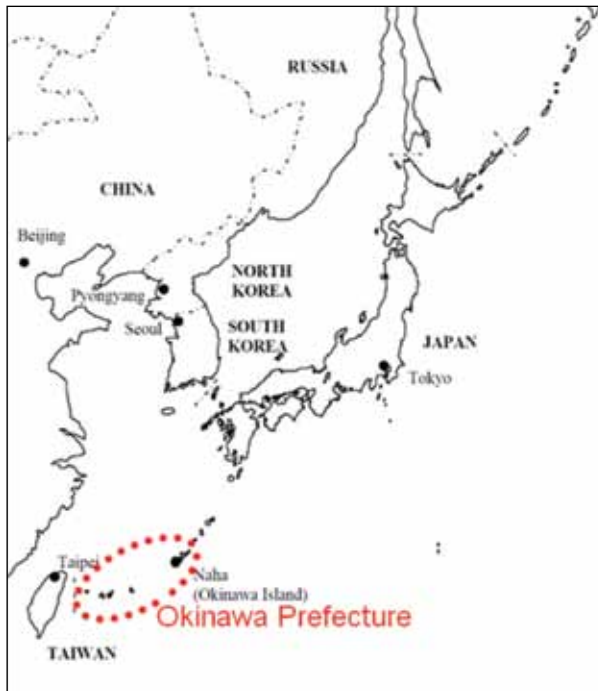 RUSSIA
CHINA
Beijing
NORTH
KOREA
Pyongyang
Seoul
SOUTH
KOREA
JAPAN
Tokyo
Taipei
Naha
(Okinawa Island)
Okinawa Prefecture
TAIWAN